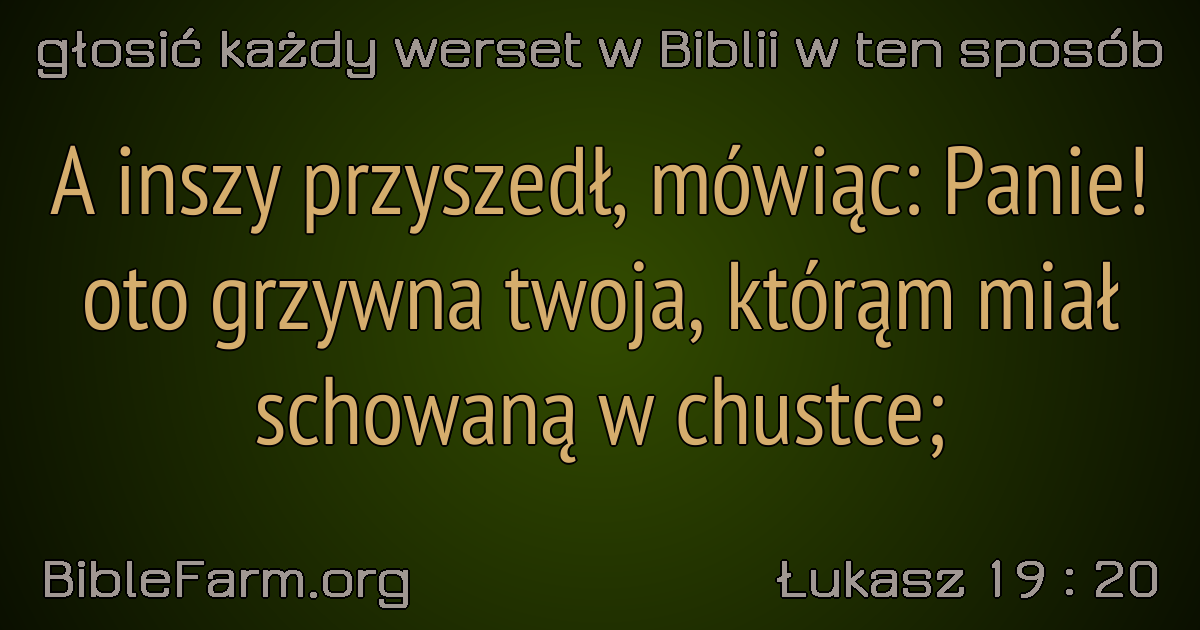 głosić każdy werset w Biblii w ten sposób
A inszy przyszedł, mówiąc: Panie!
oto grzywna twoja, którąm miał
schowaną w chustce;
BibleFarm.org
Łukasz 19 : 20